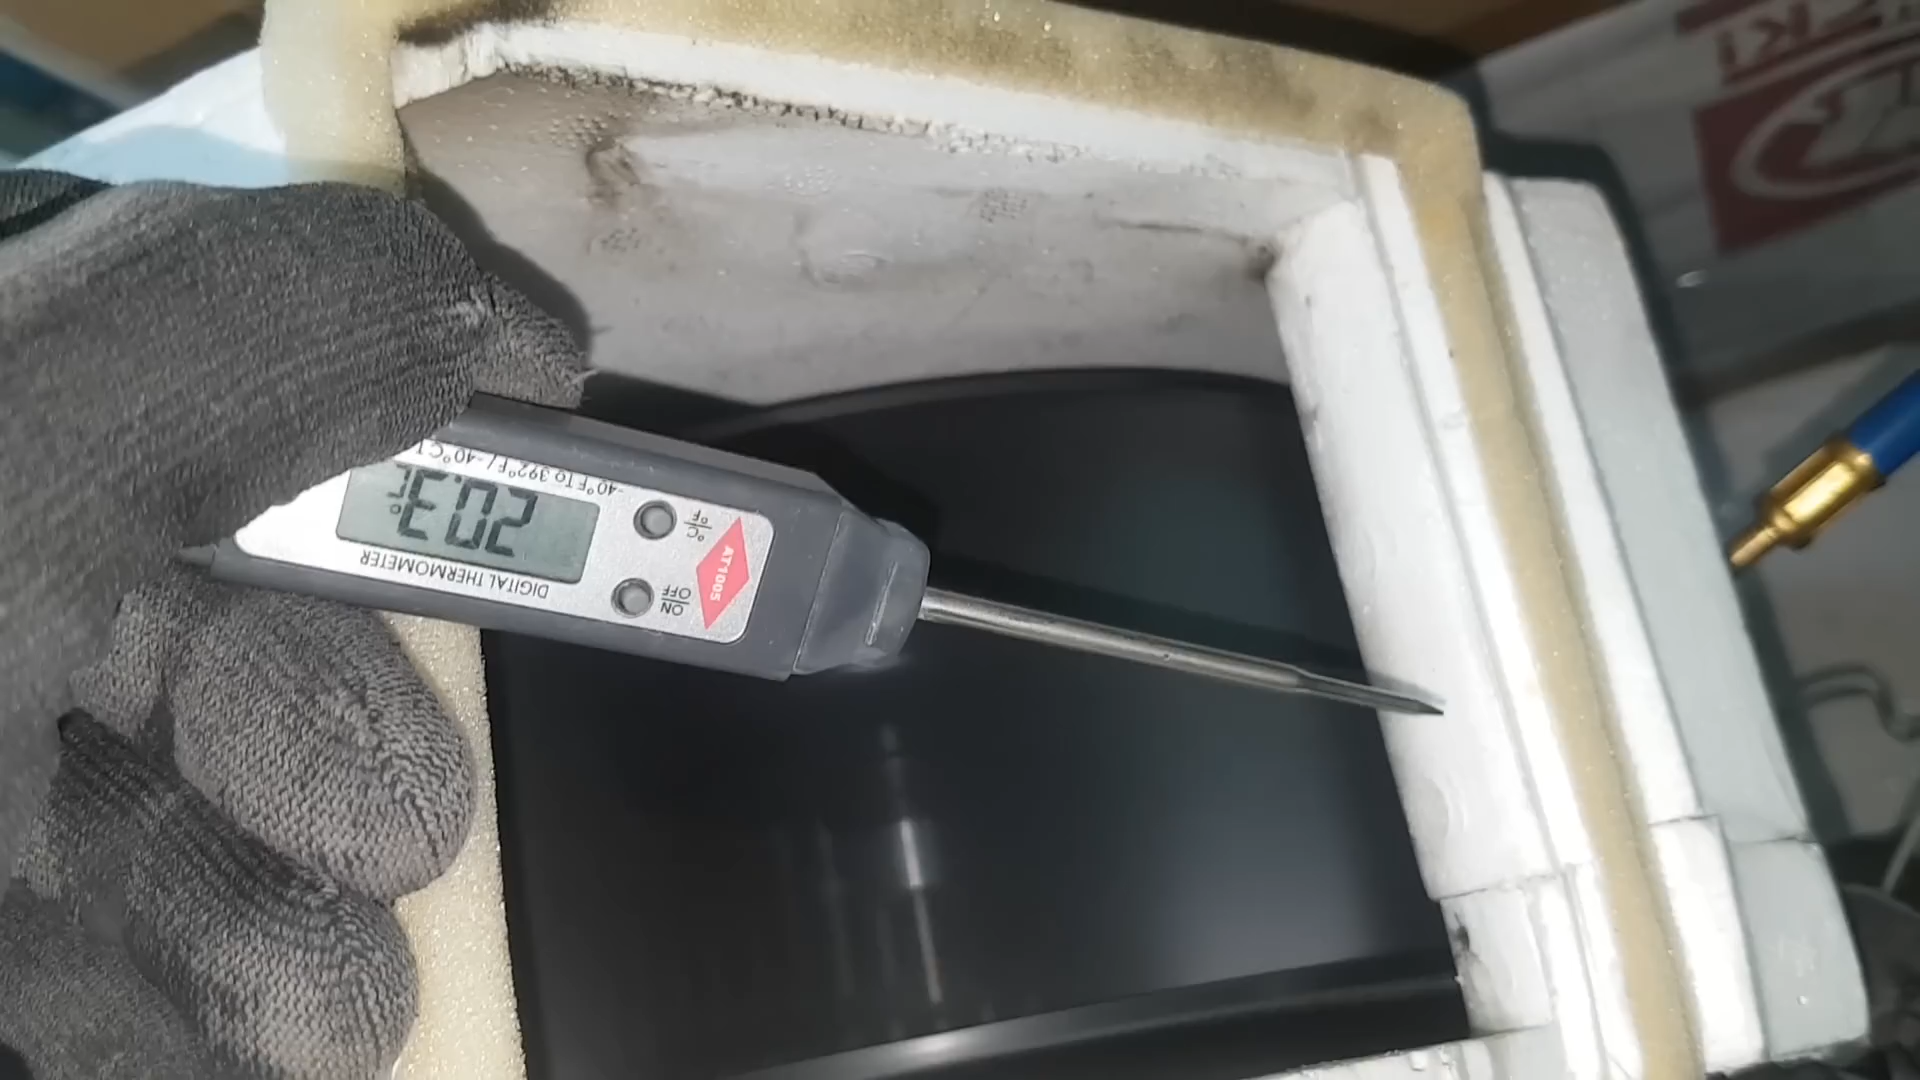 -40°F TO 392°F / -40°C T
20.3°C
DIGITAL THERMOMETER
°C
°F
ON
OFF
AT1005